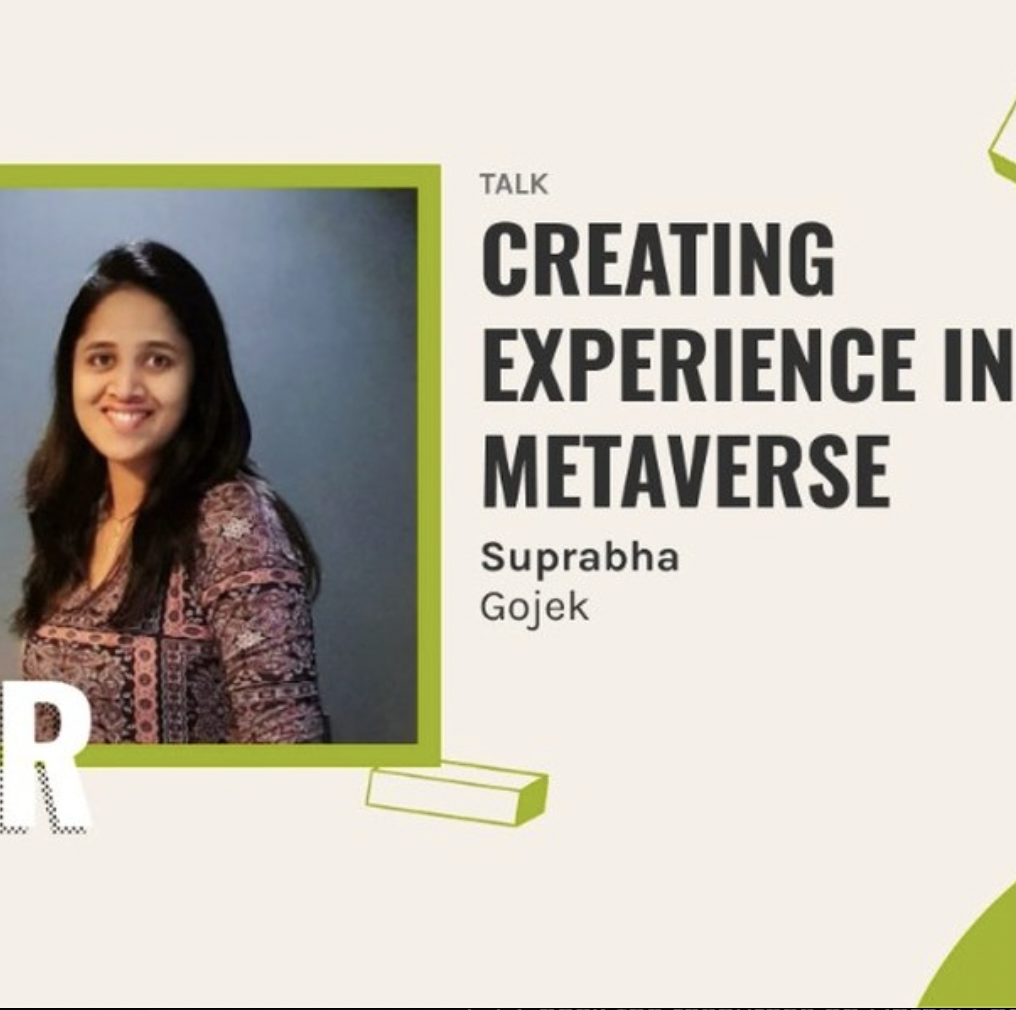 TALK
CREATING
EXPERIENCE IN
METAVERSE
Suprabha
Gojek
R